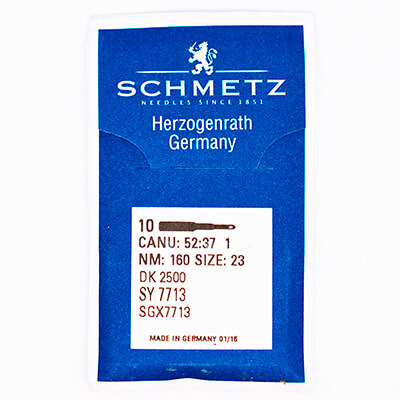 SCHMETZ
NEEDLES SINCE 1851
Herzogenrath
Germany
10
CANU: 52:37 1
NM: 160 SIZE: 23
DK 2500
SY 7713
SGX7713
MADE IN GERMANY 01/16